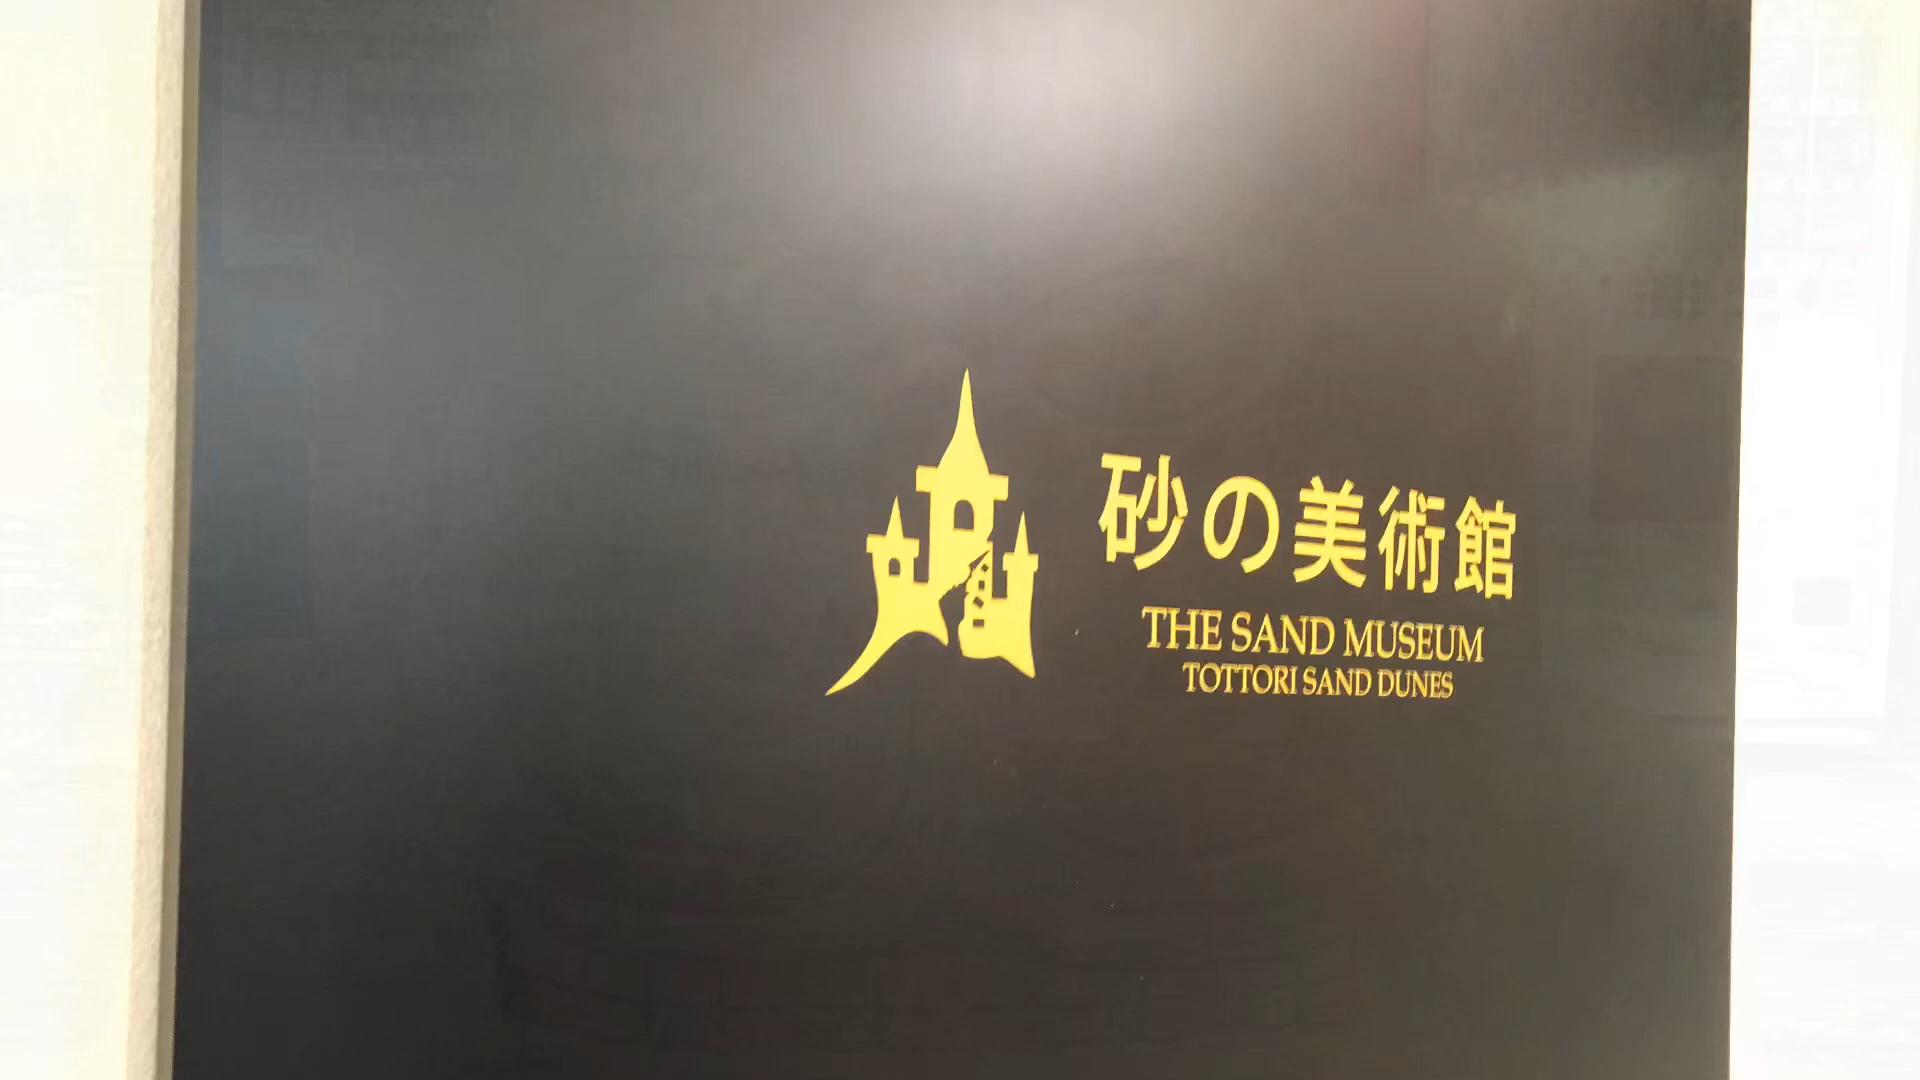 砂の美術館
THE SAND MUSEUM
TOTTORI SAND DUNES